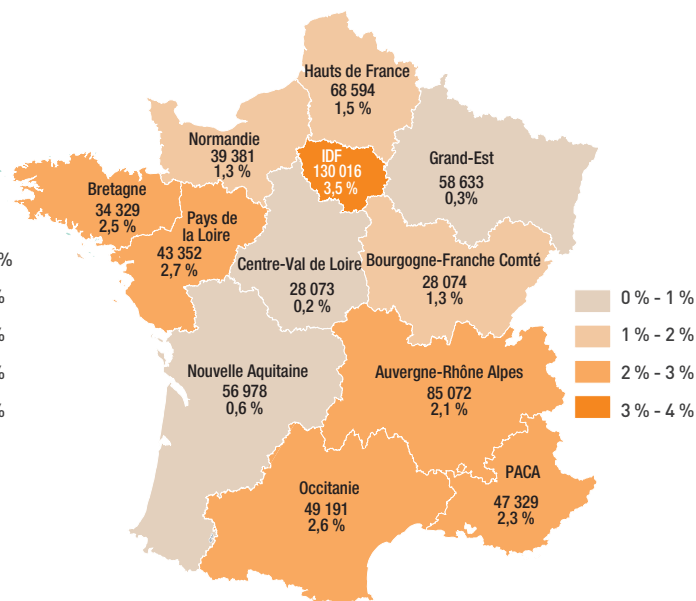 Hauts de France
68 594
1,5 %
Normandie
39 381
1,3 %
IDF
130 016
3,5 %
Grand-Est
58 633
0,3%
Bretagne
34 329
2,5 %
Pays de
la Loire
43 352
2,7 %
Centre-Val de Loire
28 073
0,2 %
Bourgogne-Franche Comté
28 074
1,3 %
Nouvelle Aquitaine
56 978
0,6 %
Auvergne-Rhône Alpes
85 072
2,1 %
Occitanie
49 191
2,6 %
PACA
47 329
2,3 %
%
%
%
%
%
0 % - 1 %
1 % - 2 %
2 % - 3 %
3 % - 4 %